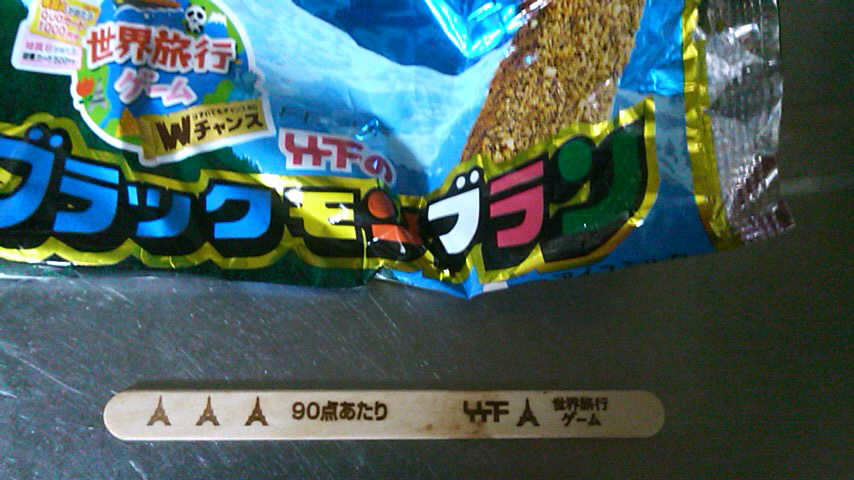 世界旅行
ゲーム
Wチャンス
竹下の
ブラックモンブラン
90点あたり
竹下
世界旅行
ゲーム